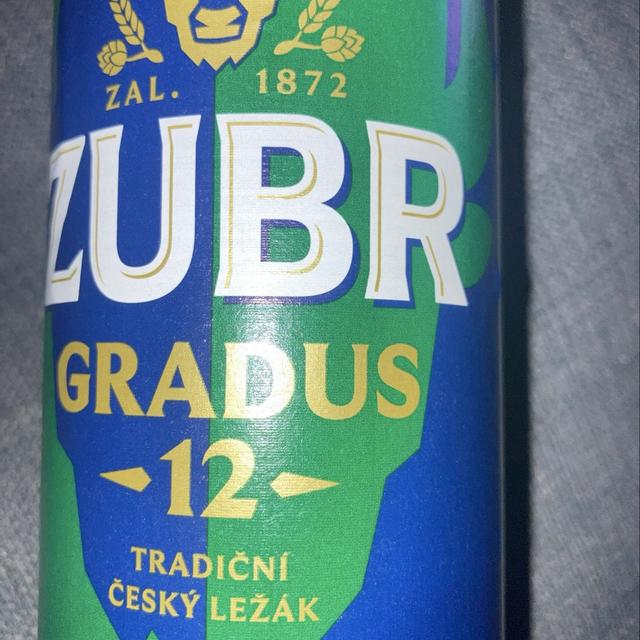 ZAL. 1872
ZUBR
GRADUS
12
TRADIČNÍ
ČESKÝ LEŽÁK